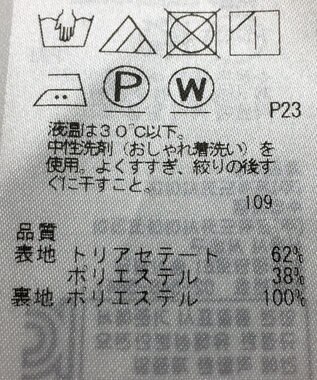 P
W
P23
液温は30℃以下。
中性洗剤(おしゃれ着洗い)を
使用。よくすすぎ、絞りの後す
ぐに干すこと。
109
品質
表地 トリアセテート 62%
ポリエステル 38%
裏地 ポリエステル 100%